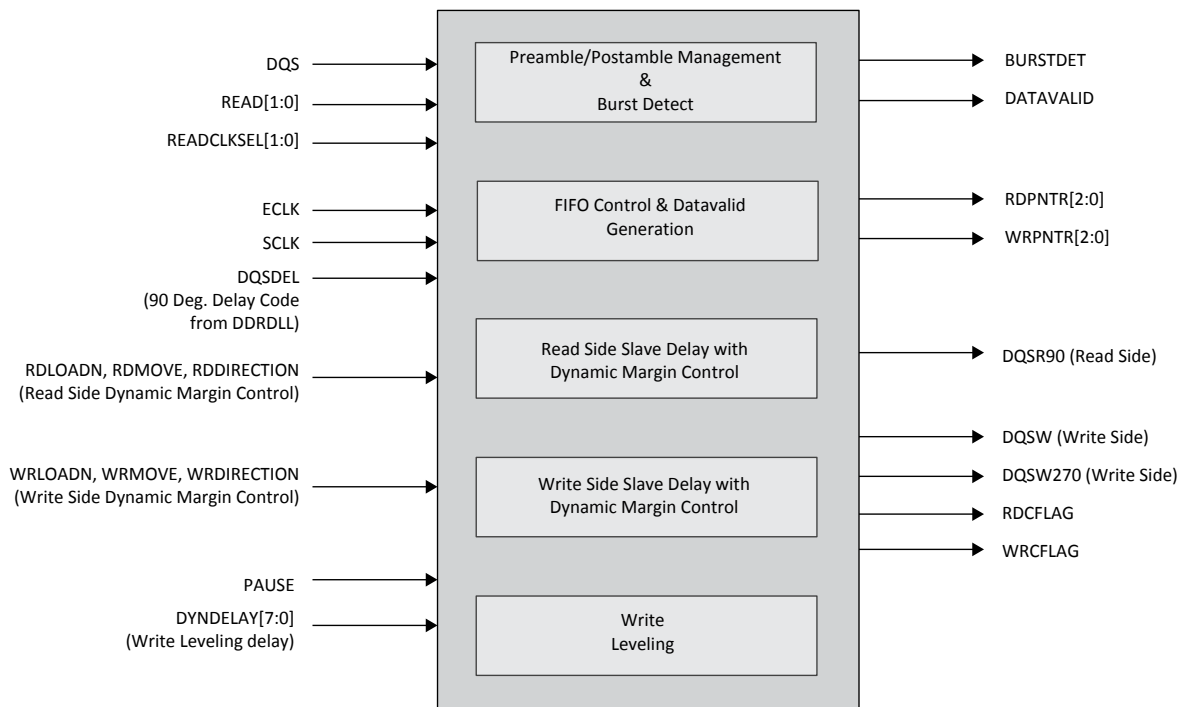 DQS
READ[1:0]
READCLKSEL[1:0]
ECLK
SCLK
DQSDEL
(90 Deg. Delay Code
from DDRDLL)
RDLOADN, RDMOVE, RDDIRECTION
(Read Side Dynamic Margin Control)
WRLOADN, WRMOVE, WRDIRECTION
(Write Side Dynamic Margin Control)
PAUSE
DYNDELAY[7:0]
(Write Leveling delay)
Preamble/Postamble Management
&
Burst Detect
FIFO Control & Datavalid
Generation
Read Side Slave Delay with
Dynamic Margin Control
Write Side Slave Delay with
Dynamic Margin Control
Write
Leveling
BURSTDET
DATAVALID
RDPNTR[2:0]
WRPNTR[2:0]
DQSR90 (Read Side)
DQSW (Write Side)
DQSW270 (Write Side)
RDCFLAG
WRCFLAG